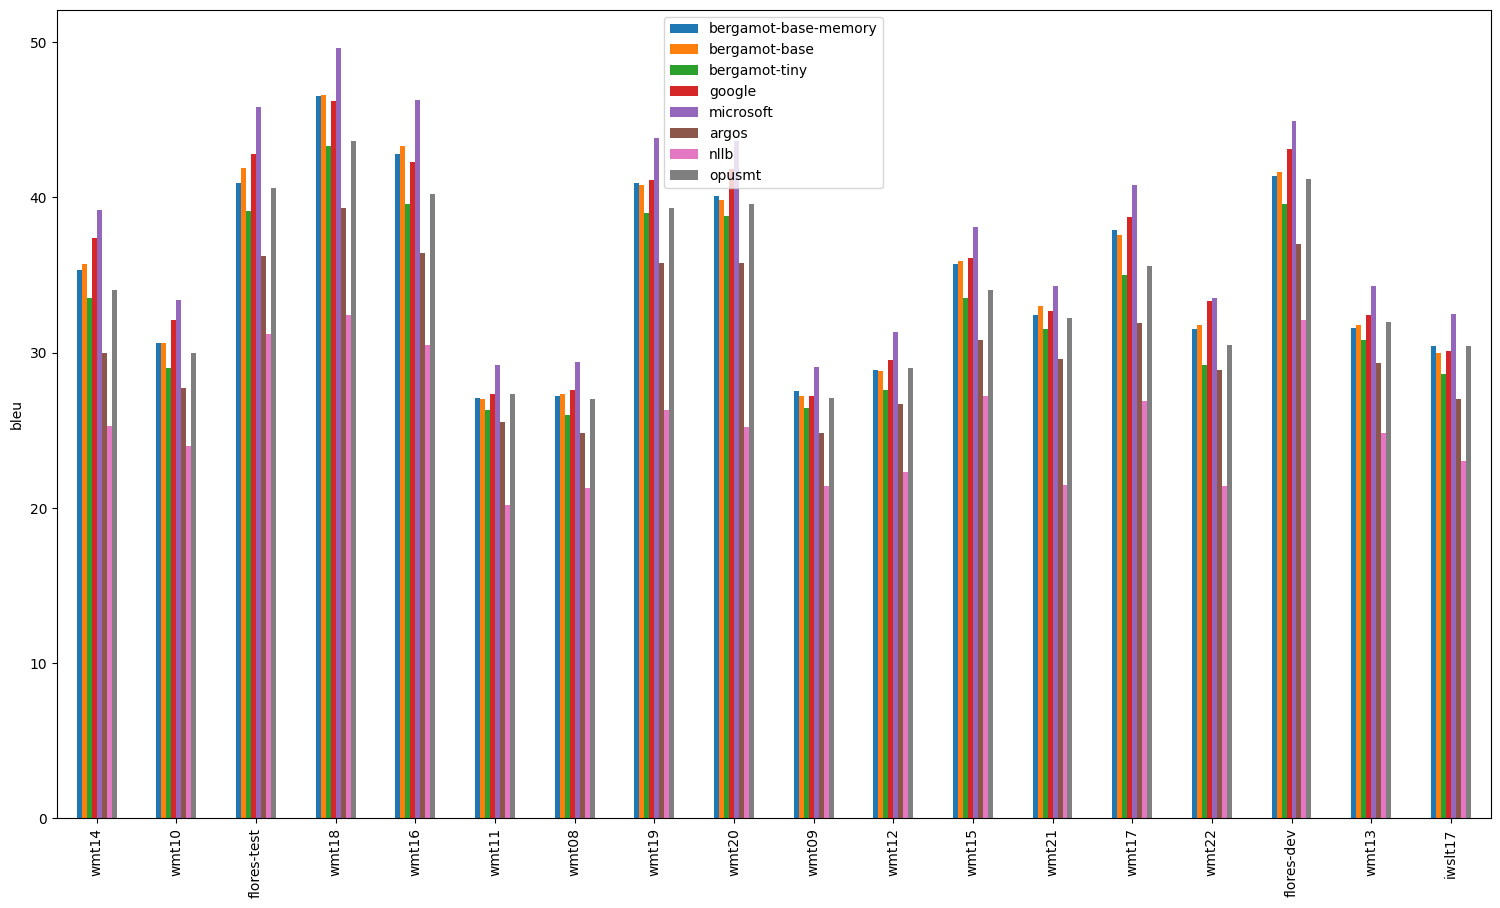 bleu
50
40
30
20
10
0
bergamot-base-memory
bergamot-base
bergamot-tiny
google
microsoft
argos
nllb
opusmt
wmt14
wmt10
flores-test
wmt18
wmt16
wmt11
wmt08
wmt19
wmt20
wmt09
wmt12
wmt15
wmt21
wmt17
wmt22
flores-dev
wmt13
iwslt17